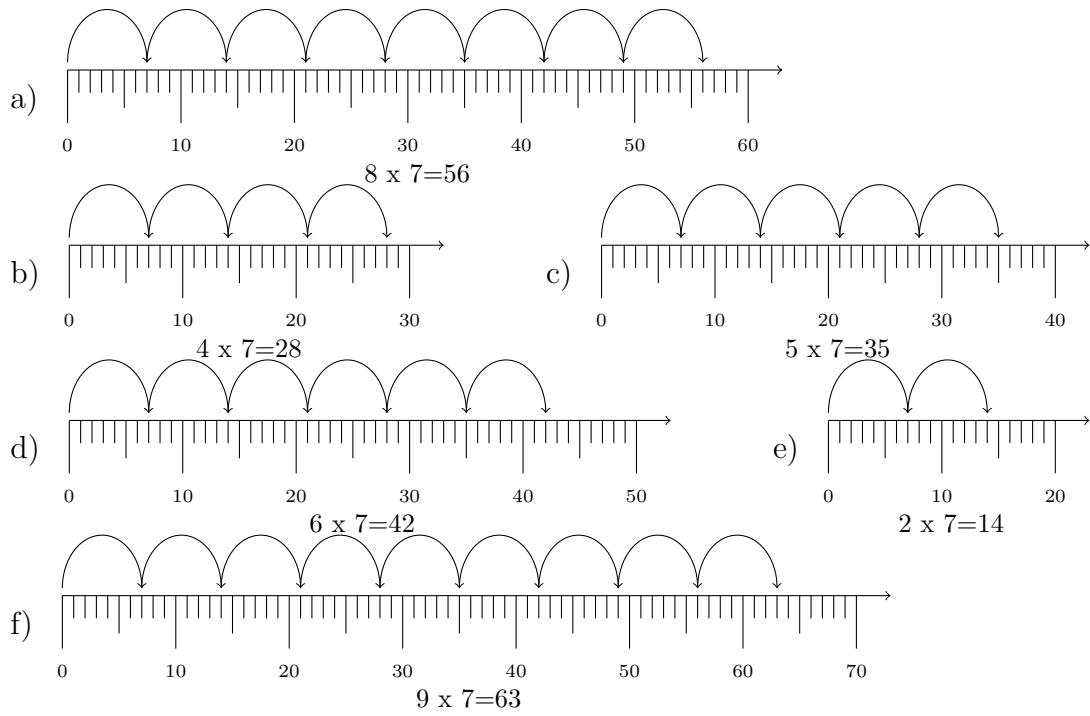 a)
0 10 20 30 40 50 60
8 x 7=56
b)
0 10 20 30
4 x 7=28
c)
0 10 20 30 40
5 x 7=35
d)
0 10 20 30 40 50
6 x 7=42
e)
0 10 20
2 x 7=14
f)
0 10 20 30 40 50 60 70
9 x 7=63